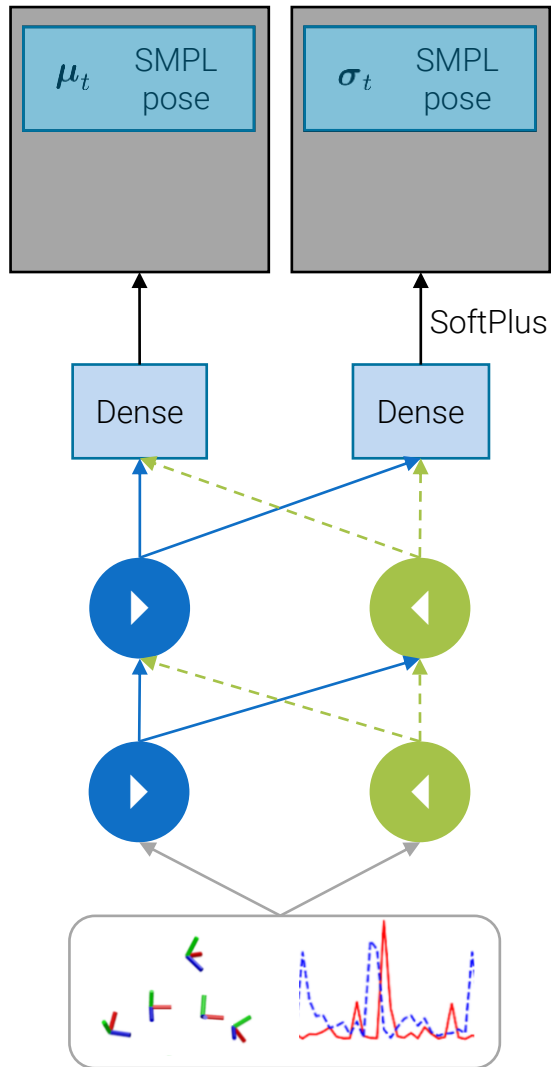 μt SMPL pose
σt SMPL pose
SoftPlus
Dense
Dense